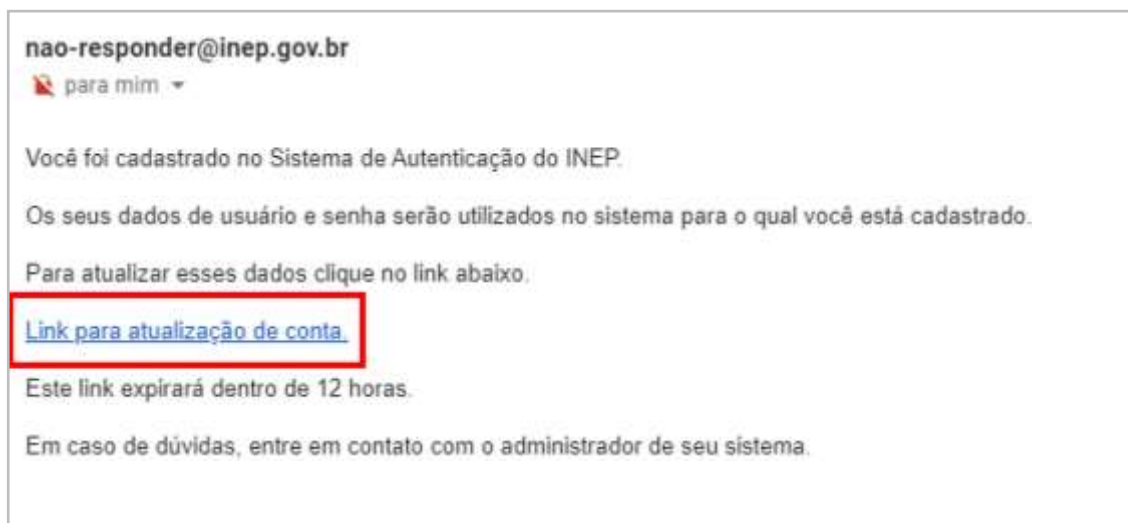 nao-responder@inep.gov.br
para mim
Você foi cadastrado no Sistema de Autenticação do INEP.
Os seus dados de usuário e senha serão utilizados no sistema para o qual você está cadastrado.
Para atualizar esses dados clique no link abaixo.
Link para atualização de conta.
Este link expirará dentro de 12 horas.
Em caso de dúvidas, entre em contato com o administrador de seu sistema.